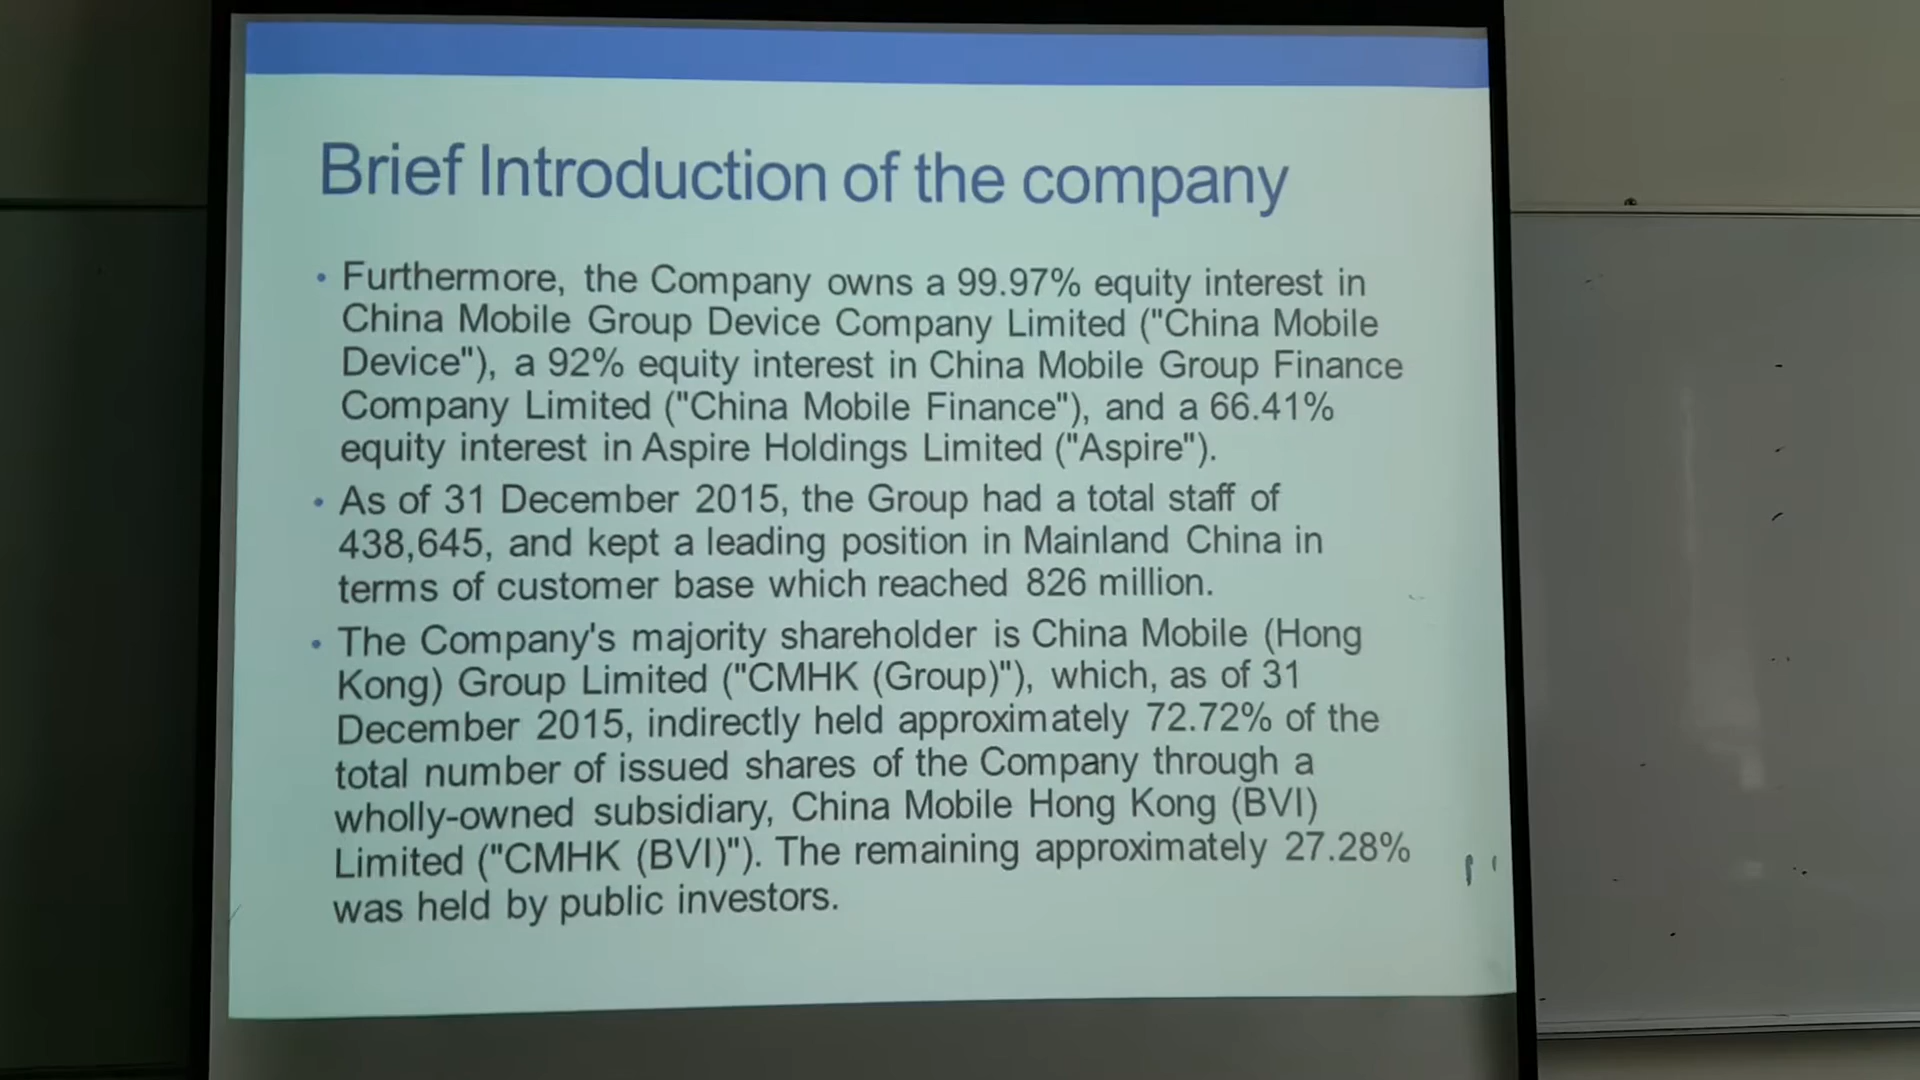 Brief Introduction of the company
• Furthermore, the Company owns a 99.97% equity interest in
China Mobile Group Device Company Limited ("China Mobile
Device"), a 92% equity interest in China Mobile Group Finance
Company Limited ("China Mobile Finance"), and a 66.41%
equity interest in Aspire Holdings Limited ("Aspire").
• As of 31 December 2015, the Group had a total staff of
438,645, and kept a leading position in Mainland China in
terms of customer base which reached 826 million.
• The Company's majority shareholder is China Mobile (Hong
Kong) Group Limited ("CMHK (Group)"), which, as of 31
December 2015, indirectly held approximately 72.72% of the
total number of issued shares of the Company through a
wholly-owned subsidiary, China Mobile Hong Kong (BVI)
Limited ("CMHK (BVI)"). The remaining approximately 27.28%
was held by public investors.